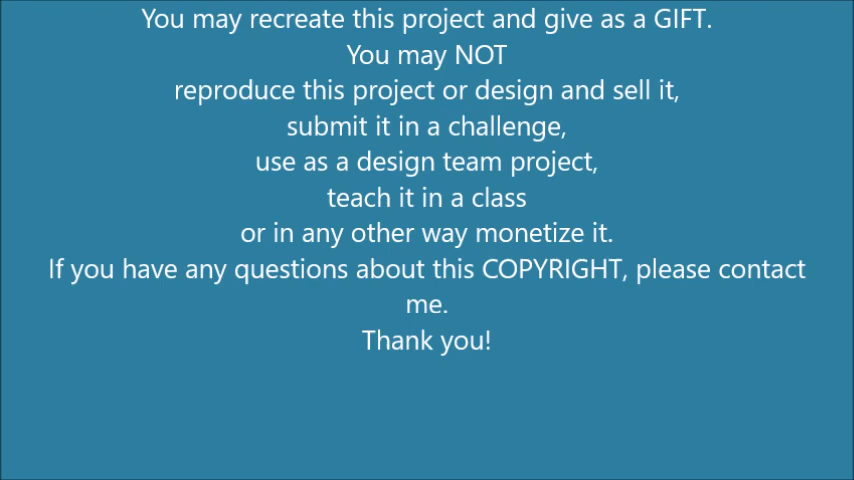 You may recreate this project and give as a GIFT.
You may NOT
reproduce this project or design and sell it,
submit it in a challenge,
use as a design team project,
teach it in a class
or in any other way monetize it.
If you have any questions about this COPYRIGHT, please contact
me.
Thank you!